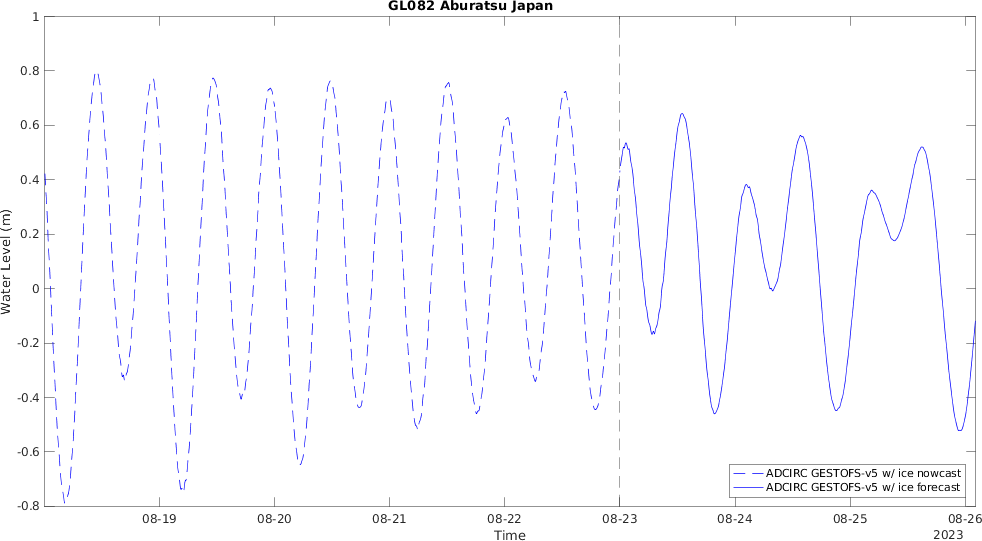 GL082 Aburatsu Japan
1
0.8
0.6
0.4
0.2
0
-0.2
-0.4
-0.6
-0.8
Water Level (m)
ADCIRC GESTOFS-v5 w/ ice nowcast
ADCIRC GESTOFS-v5 w/ ice forecast
08-19 08-20 08-21 08-22 08-23 08-24 08-25 08-26
Time
2023